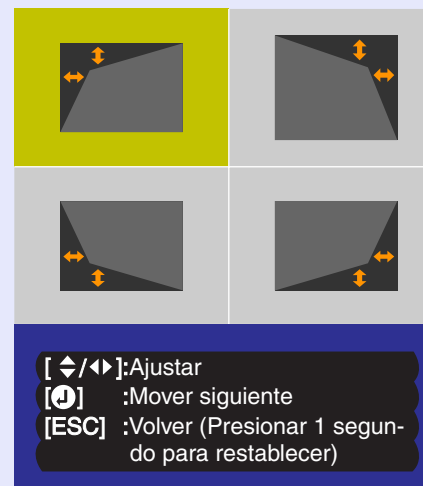 [ ⬍/◂▸ ]:Ajustar
[⏎] :Mover siguiente
[ESC] :Volver (Presionar 1 segun-
do para restablecer)